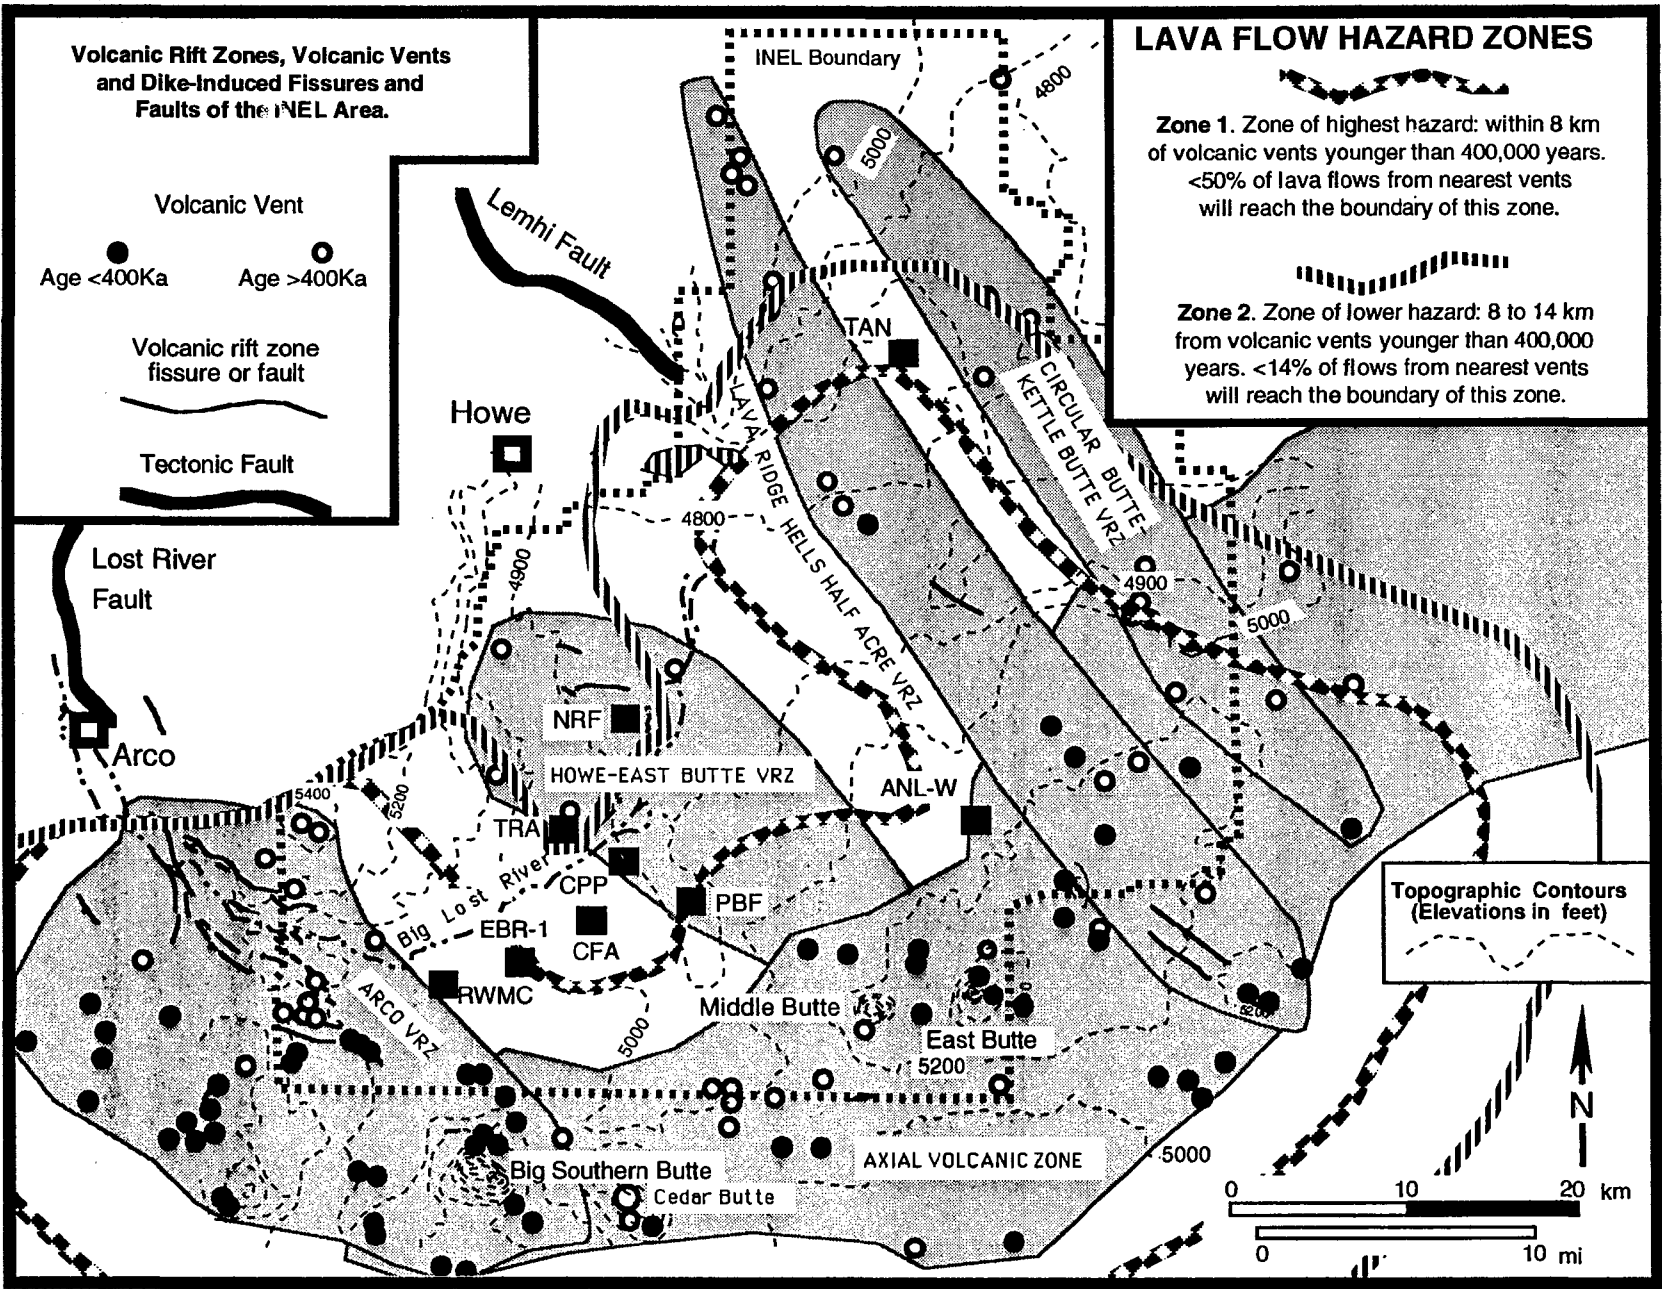 Volcanic Rift Zones, Volcanic Vents
and Dike-Induced Fissures and
Faults of the INEL Area.
Volcanic Vent
Age <400Ka
Age >400Ka
Volcanic rift zone
fissure or fault
Tectonic Fault
LAVA FLOW HAZARD ZONES
Zone 1. Zone of highest hazard: within 8 km
of volcanic vents younger than 400,000 years.
<50% of lava flows from nearest vents
will reach the boundary of this zone.
Zone 2. Zone of lower hazard: 8 to 14 km
from volcanic vents younger than 400,000
years. <14% of flows from nearest vents
will reach the boundary of this zone.
INEL Boundary
4800
5000
Lemhi Fault
TAN
Howe
CIRCULAR BUTTE-
KETTLE BUTTE VRZ
LAVA RIDGE HELLS HALF ACRE VRZ
4800
4900
4900
5000
Lost River
Fault
Arco
NRF
HOWE-EAST BUTTE VRZ
ANL-W
5400
5200
TRA
CPP
PBF
Big Lost River
EBR-1
CFA
RWMC
ARCO VRZ
Middle Butte
5000
East Butte
5200
5200
Topographic Contours
(Elevations in feet)
N
Big Southern Butte
Cedar Butte
AXIAL VOLCANIC ZONE
5000
0 10 20 km
0 10 mi